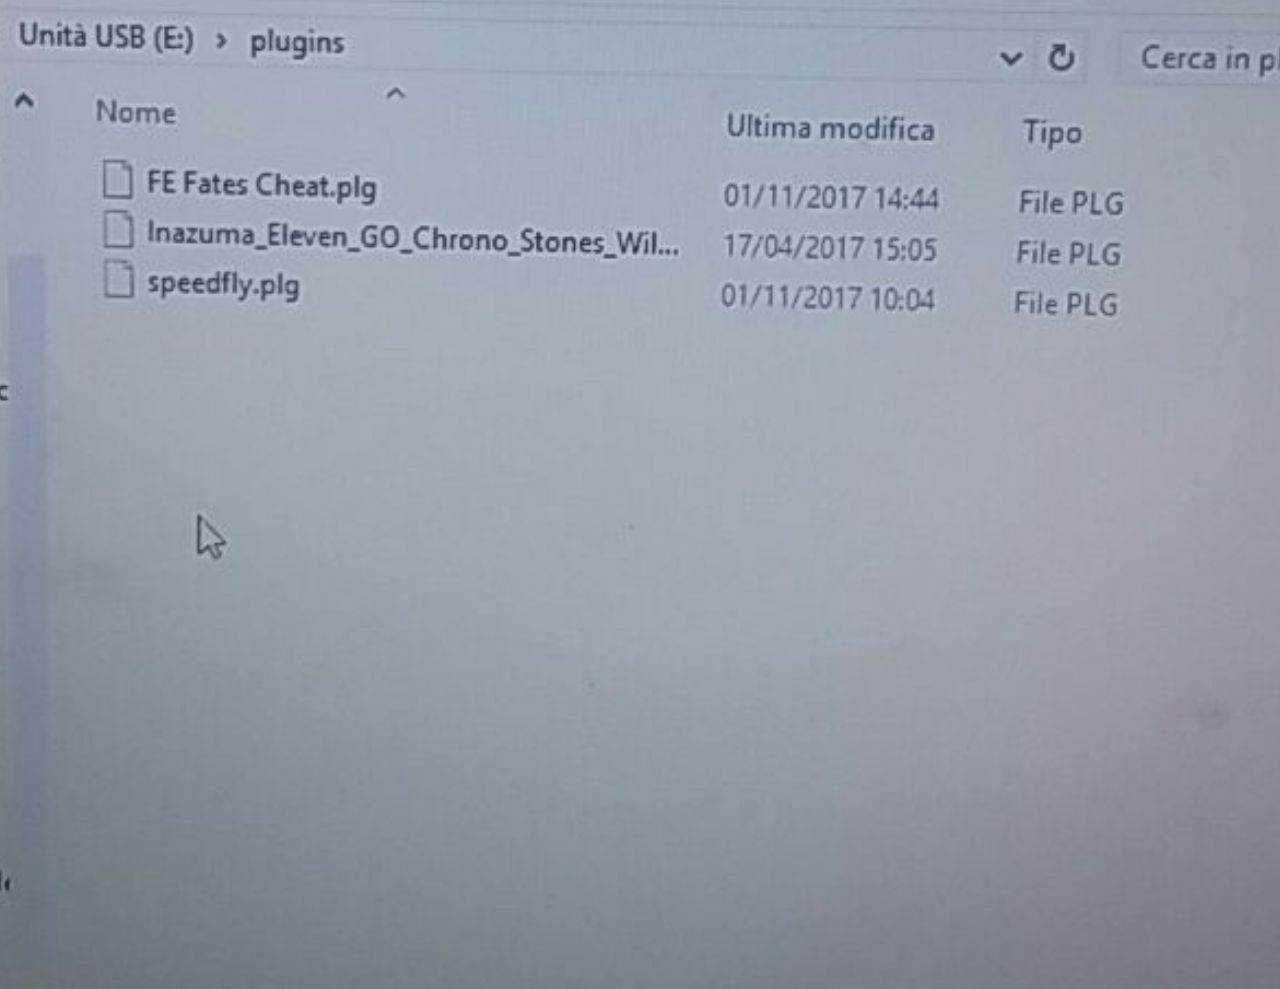 Unità USB (E:) > plugins Cerca in pl
Nome Ultima modifica Tipo
FE Fates Cheat.plg 01/11/2017 14:44 File PLG
Inazuma_Eleven_GO_Chrono_Stones_Wil... 17/04/2017 15:05 File PLG
speedfly.plg 01/11/2017 10:04 File PLG